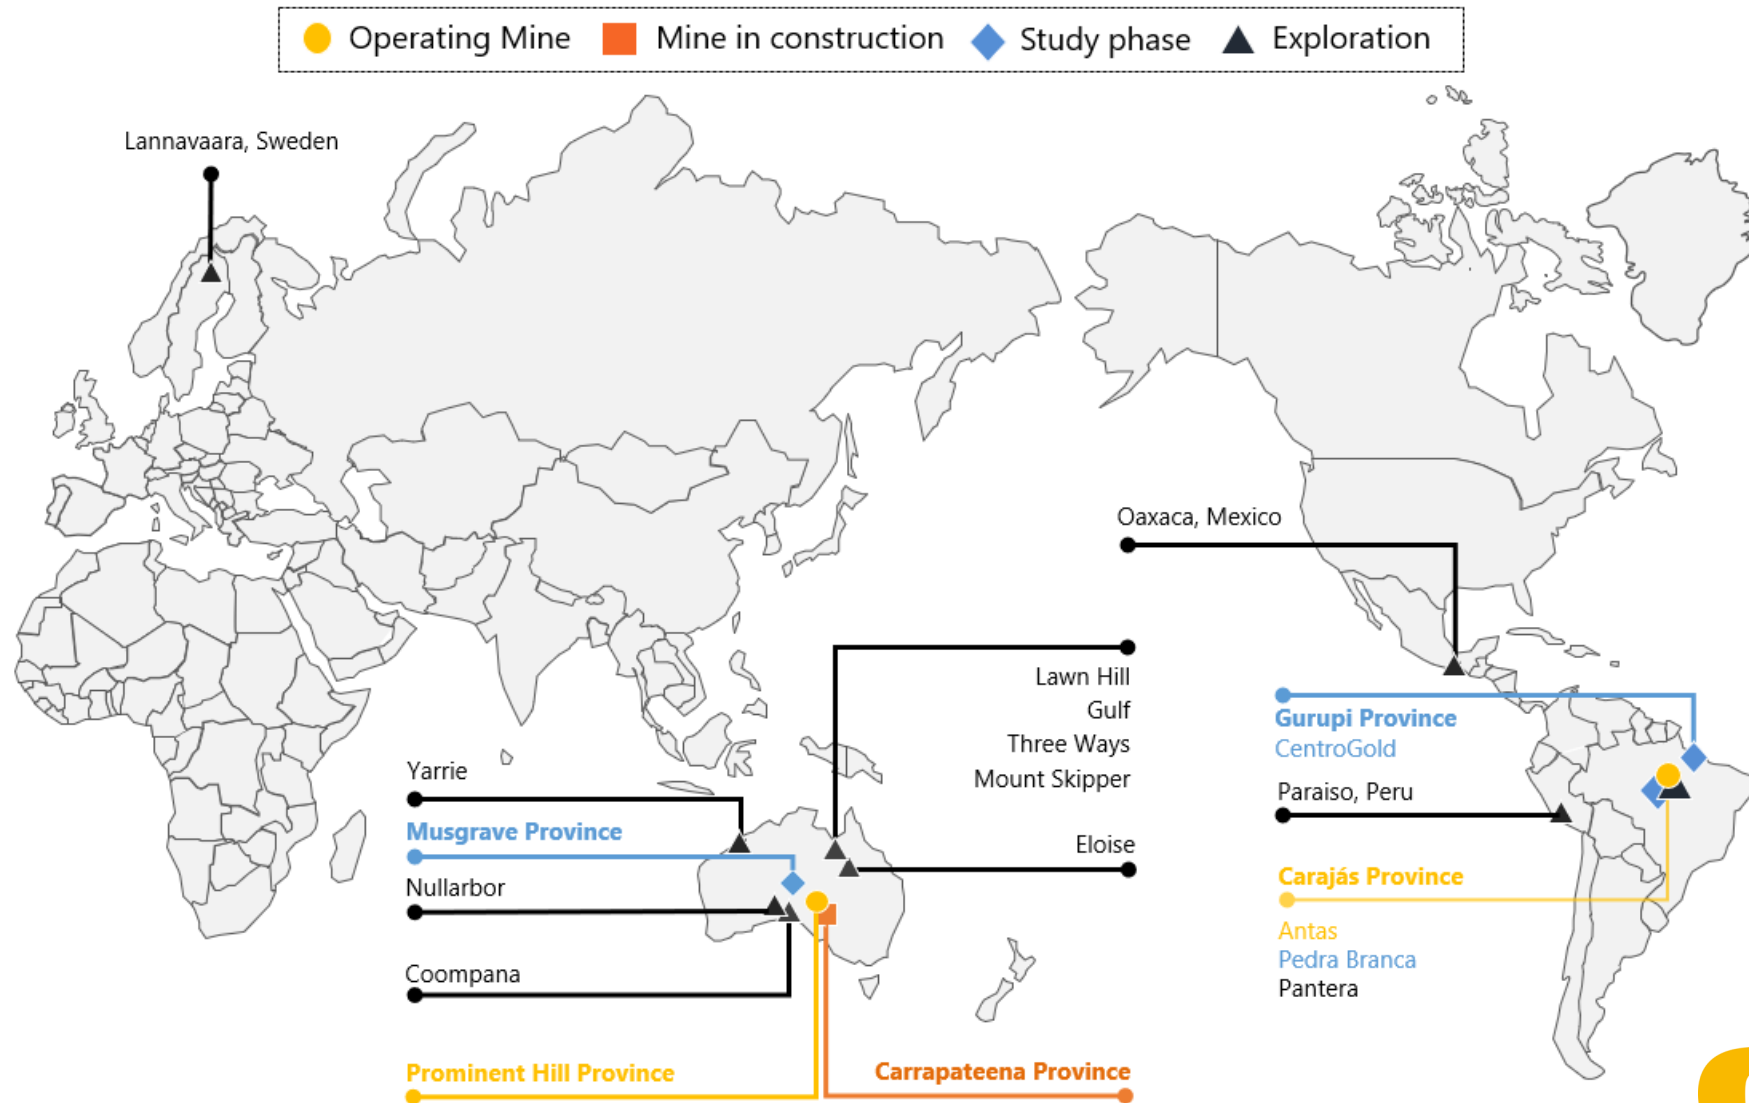 Operating Mine Mine in construction Study phase Exploration
Lannavaara, Sweden
Oaxaca, Mexico
Lawn Hill
Gulf
Three Ways
Mount Skipper
Eloise
Yarrie
Musgrave Province
Nullarbor
Coompana
Prominent Hill Province
Carrapateena Province
Gurupi Province
CentroGold
Paraiso, Peru
Carajás Province
Antas
Pedra Branca
Pantera